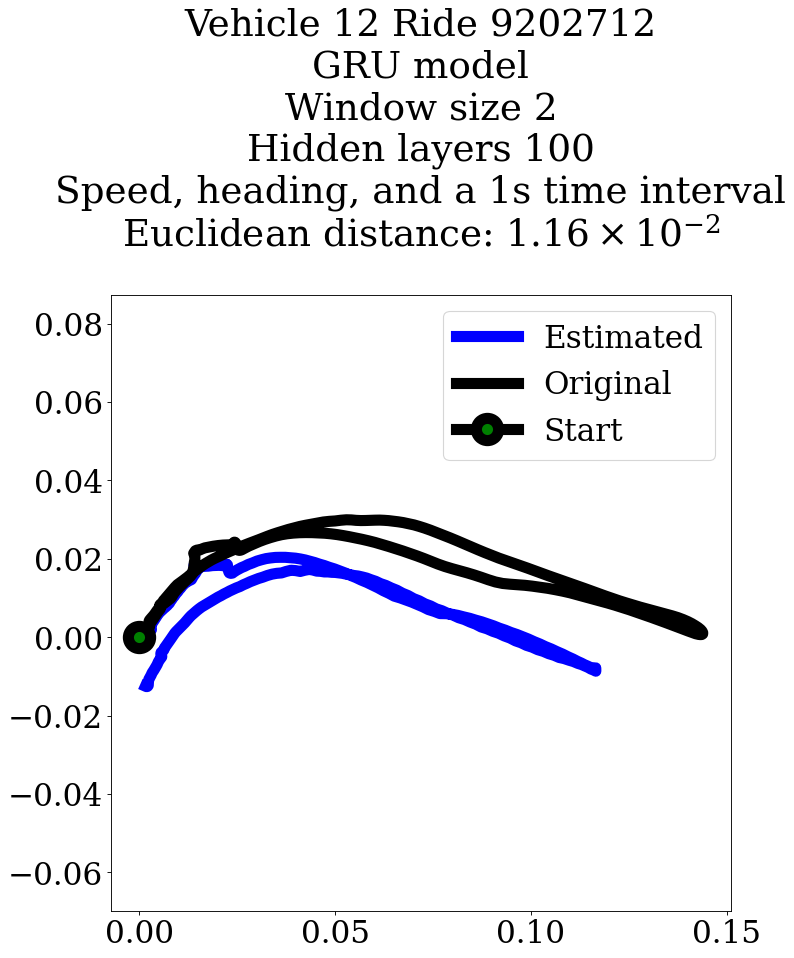 Vehicle 12 Ride 9202712
GRU model
Window size 2
Hidden layers 100
Speed, heading, and a 1s time interval
Euclidean distance: 1.16 × 10⁻²
Estimated
Original
Start
0.08
0.06
0.04
0.02
0.00
−0.02
−0.04
−0.06
0.00 0.05 0.10 0.15